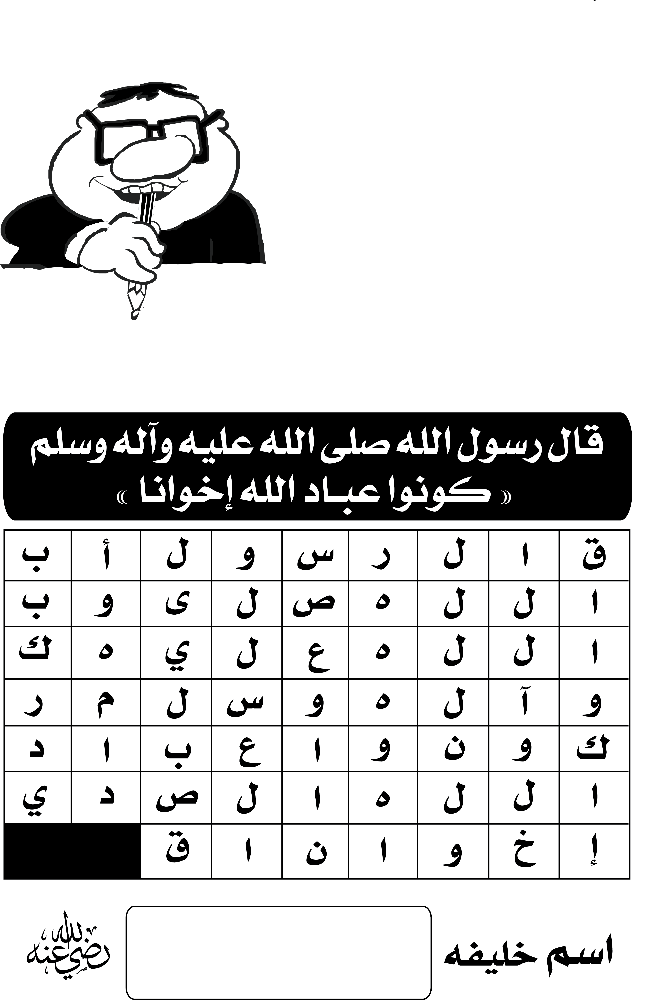 قال رسول الله صلى الله عليه وآله وسلم
(( كونوا عباد الله إخوانا ))
ق ا ل ر س و ل أ ب
ا ل ل ه ص ل ى و ب
ا ل ل ه ع ل ي ه ك
و آ ل ه و س ل م ر
ك و ن و ا ع ب ا د
ا ل ل ه ا ل ص د ي
إ خ و ا ن ا ق
اسم خليفه
رضي الله عنه